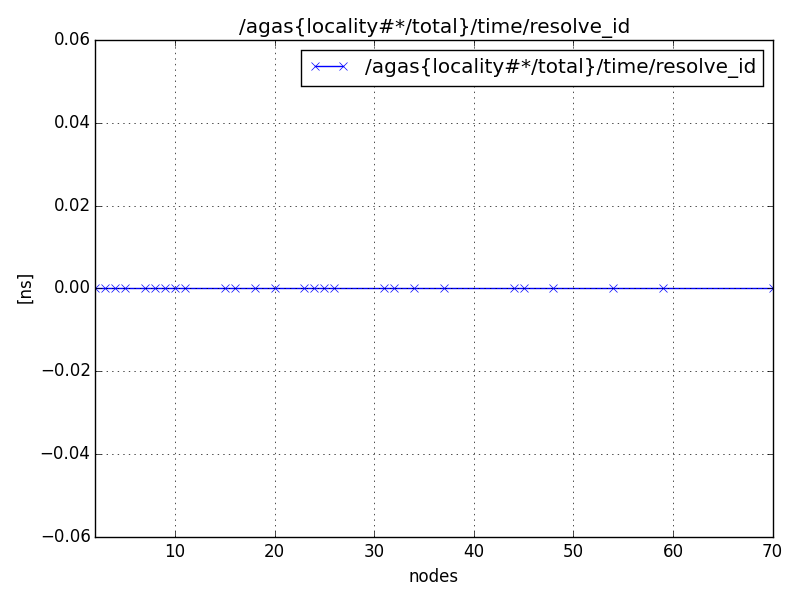 /agas{locality#*/total}/time/resolve_id
/agas{locality#*/total}/time/resolve_id
0.06
0.04
0.02
0.00
−0.02
−0.04
−0.06
[ns]
10 20 30 40 50 60 70
nodes